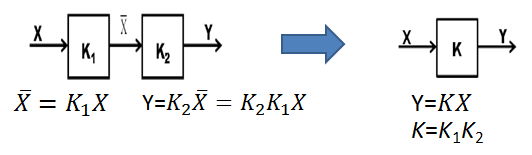 X K₁ X̅ K₂ Y
X K Y
X̅ = K₁X Y=K₂X̅ = K₂K₁X
Y=KX
K=K₁K₂